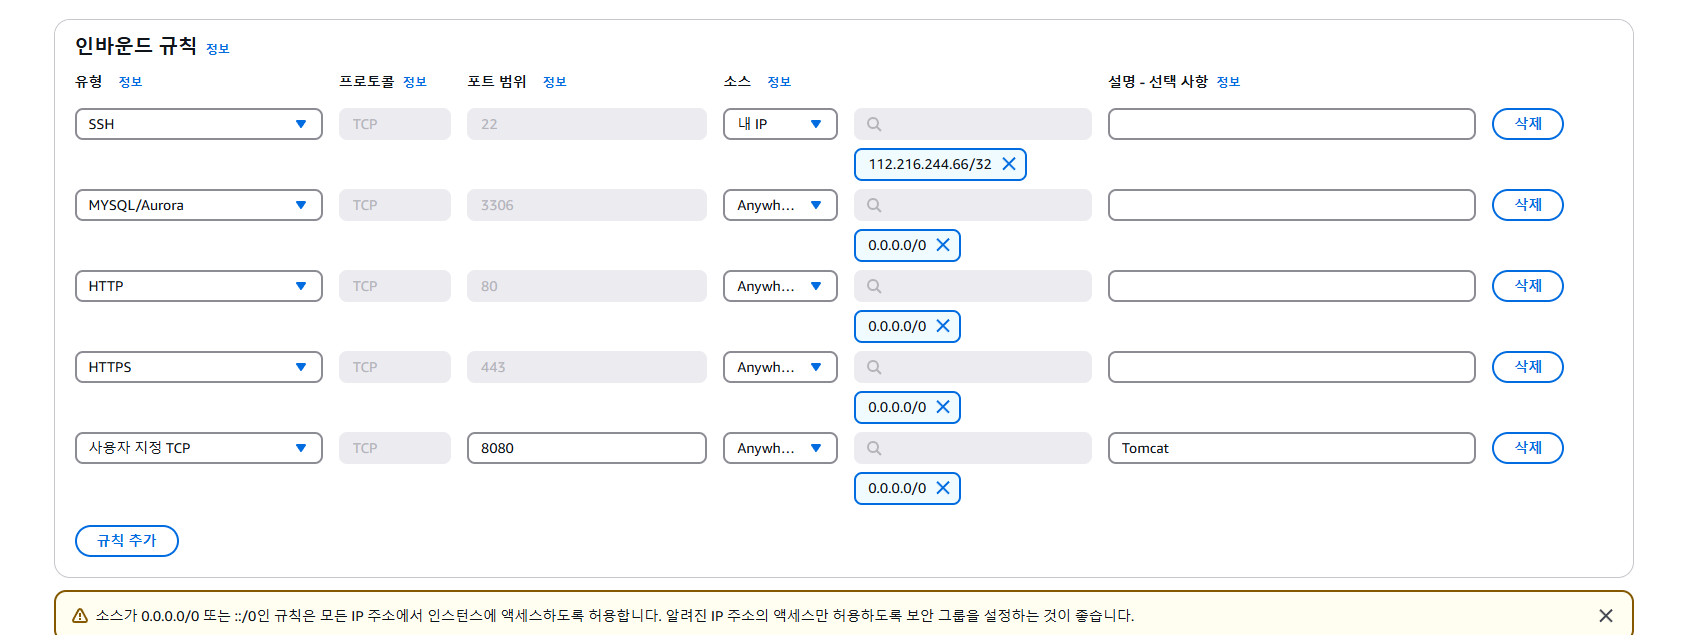 인바운드 규칙 정보
유형 정보 프로토콜 정보 포트 범위 정보 소스 정보 설명 - 선택 사항 정보
SSH TCP 22 내 IP 삭제
112.216.244.66/32
MYSQL/Aurora TCP 3306 Anywh... 삭제
0.0.0.0/0
HTTP TCP 80 Anywh... 삭제
0.0.0.0/0
HTTPS TCP 443 Anywh... 삭제
0.0.0.0/0
사용자 지정 TCP TCP 8080 Anywh... Tomcat 삭제
0.0.0.0/0
규칙 추가
소스가 0.0.0.0/0 또는 ::/0인 규칙은 모든 IP 주소에서 인스턴스에 액세스하도록 허용합니다. 알려진 IP 주소의 액세스만 허용하도록 보안 그룹을 설정하는 것이 좋습니다.